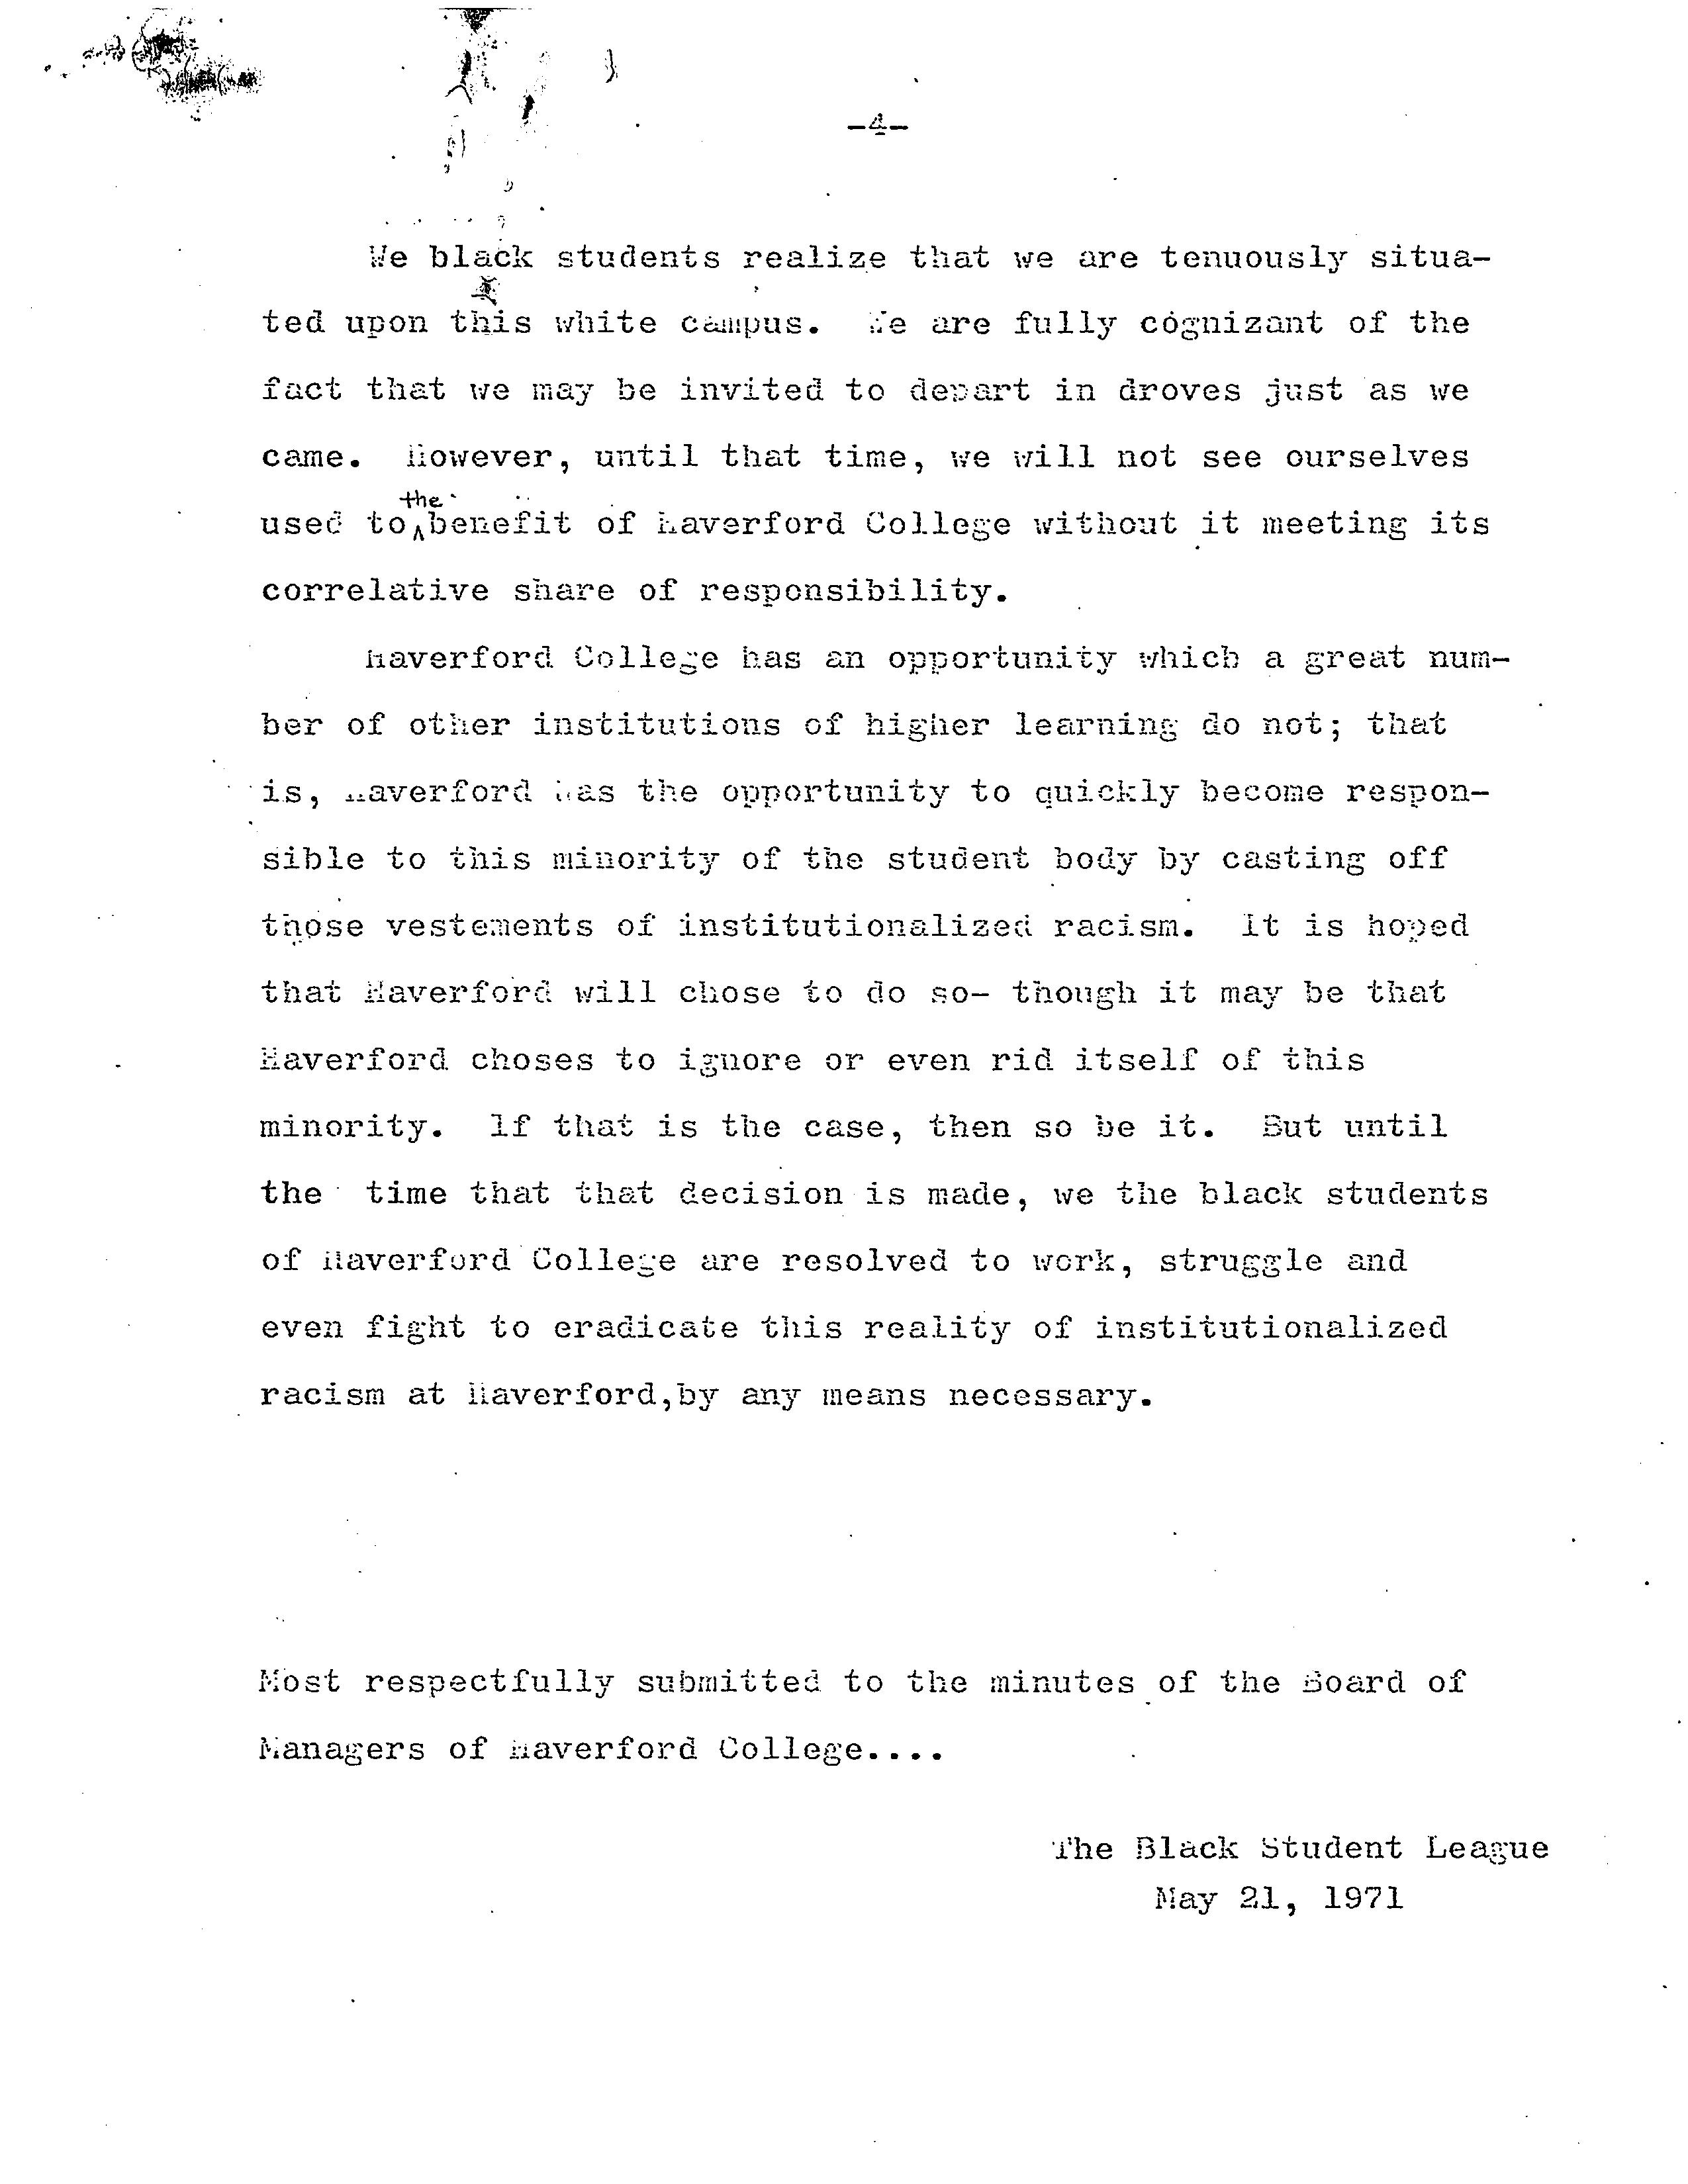 -4-
We black students realize that we are tenuously situa-
ted upon this white campus. We are fully cognizant of the
fact that we may be invited to depart in droves just as we
came. However, until that time, we will not see ourselves
the
used to^benefit of Haverford College without it meeting its
correlative share of responsibility.
Haverford College has an opportunity which a great num-
ber of other institutions of higher learning do not; that
is, Haverford has the opportunity to quickly become respon-
sible to this minority of the student body by casting off
those vestements of institutionalized racism. It is hoped
that Haverford will chose to do so- though it may be that
Haverford choses to ignore or even rid itself of this
minority. If that is the case, then so be it. But until
the time that that decision is made, we the black students
of Haverford College are resolved to work, struggle and
even fight to eradicate this reality of institutionalized
racism at Haverford,by any means necessary.
Most respectfully submitted to the minutes of the Board of
Managers of Haverford College....
The Black Student League
May 21, 1971